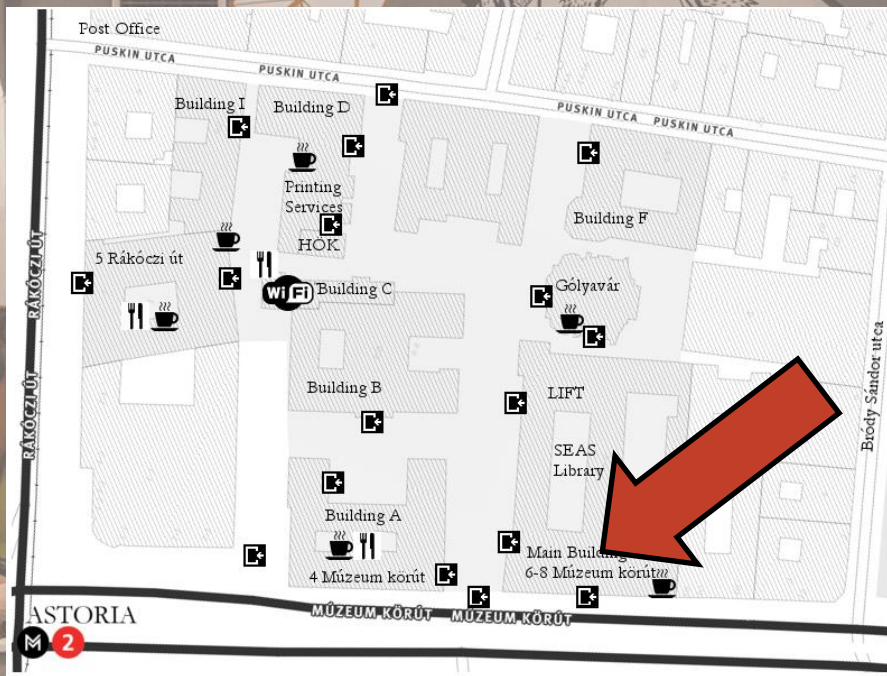 Post Office
PUSKIN UTCA
PUSKIN UTCA
PUSKIN UTCA PUSKIN UTCA
Building I
Building D
Printing
Services
HÖK
Building F
5 Rákóczi út
RÁKÓCZI ÚT
WiFi
Building C
Gólyavár
Building B
LIFT
RÁKÓCZI ÚT
Bródy Sándor utca
SEAS
Library
Building A
Main Building
4 Múzeum körút
6-8 Múzeum körút
MÚZEUM KÖRÚT MÚZEUM KÖRÚT
ASTORIA
M 2